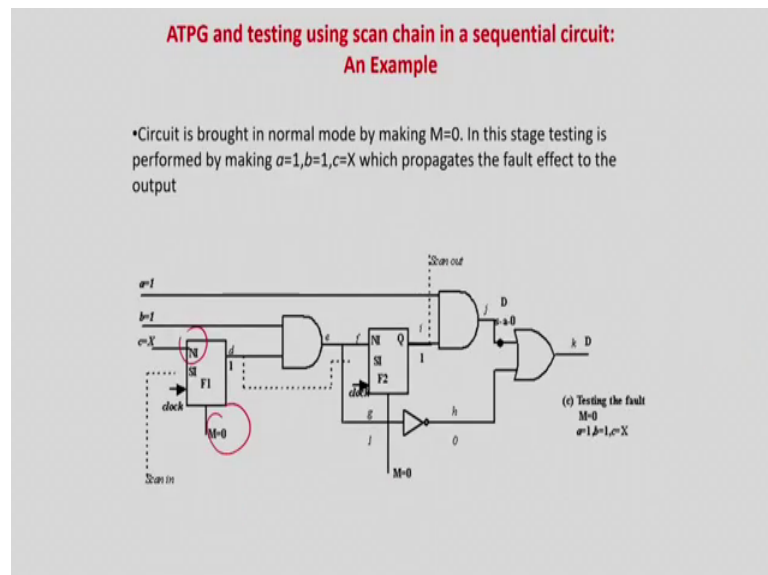 ATPG and testing using scan chain in a sequential circuit:
An Example
•Circuit is brought in normal mode by making M=0. In this stage testing is
performed by making a=1,b=1,c=X which propagates the fault effect to the
output
Scan out
a=1
b=1
c=X
NI
SI
F1
clock
M=0
Scan in
d
1
e
f
NI
Q
SI
F2
clock
M=0
g
1
h
0
i
1
j
D
s-a-0
k D
(c) Testing the fault
M=0
a=1,b=1,c=X